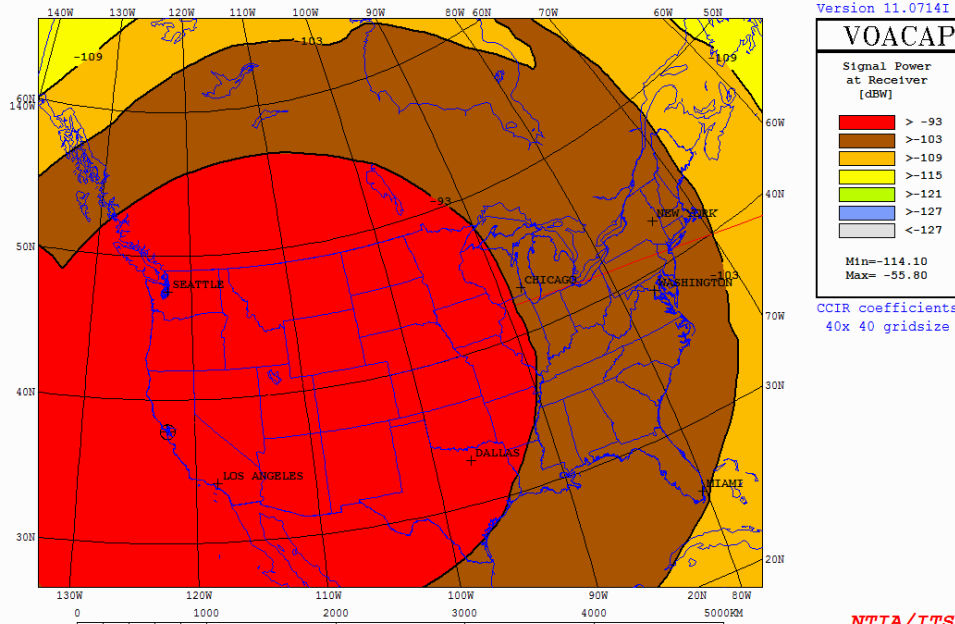 Version 11.0714I
VOACAP
Signal Power
at Receiver
[dBW]
> -93
>-103
>-109
>-115
>-121
>-127
<-127
Min=-114.10
Max= -55.80
CCIR coefficients
40x 40 gridsize
NTIA/ITS
140W 130W 120W 110W 100W 90W 80W 60N 70W 60W 50N
-109
-103
-109
60N
140W
60W
-93
40N
NEW YORK
50N
-103
CHICAGO
WASHINGTON
SEATTLE
70W
40N
30N
DALLAS
LOS ANGELES
MIAMI
30N
20N
130W 120W 110W 100W 90W 20N 80W
0 1000 2000 3000 4000 5000KM